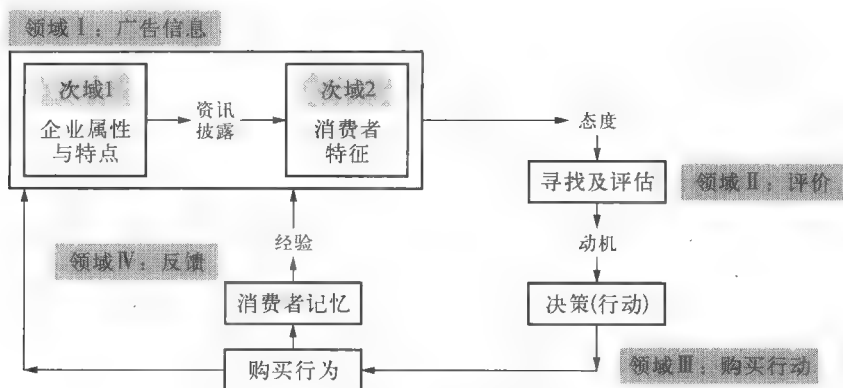 领域Ⅰ：广告信息
次域1
企业属性
与特点
资讯
披露
次域2
消费者
特征
态度
寻找及评估
领域Ⅱ：评价
动机
决策(行动)
领域Ⅲ：购买行动
经验
领域Ⅳ：反馈
消费者记忆
购买行为